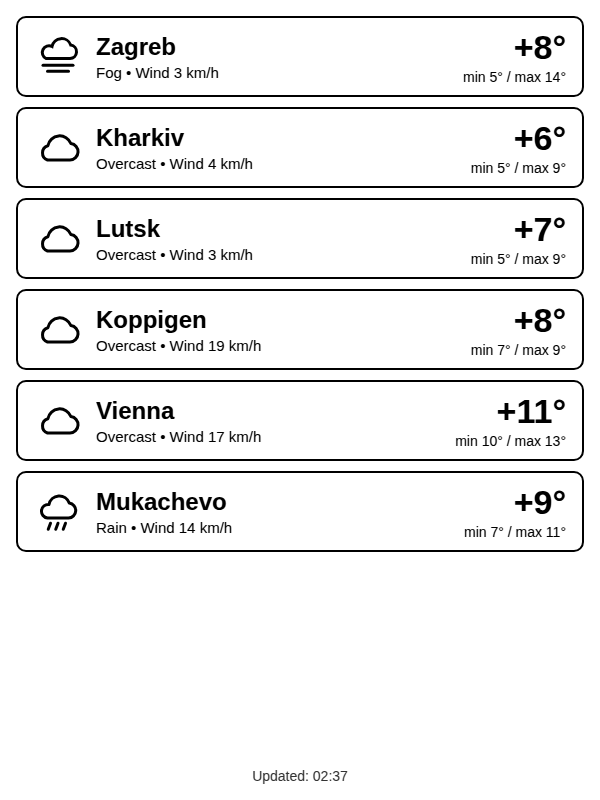 Zagreb
Fog • Wind 3 km/h
+8°
min 5° / max 14°
Kharkiv
Overcast • Wind 4 km/h
+6°
min 5° / max 9°
Lutsk
Overcast • Wind 3 km/h
+7°
min 5° / max 9°
Koppigen
Overcast • Wind 19 km/h
+8°
min 7° / max 9°
Vienna
Overcast • Wind 17 km/h
+11°
min 10° / max 13°
Mukachevo
Rain • Wind 14 km/h
+9°
min 7° / max 11°
Updated: 02:37